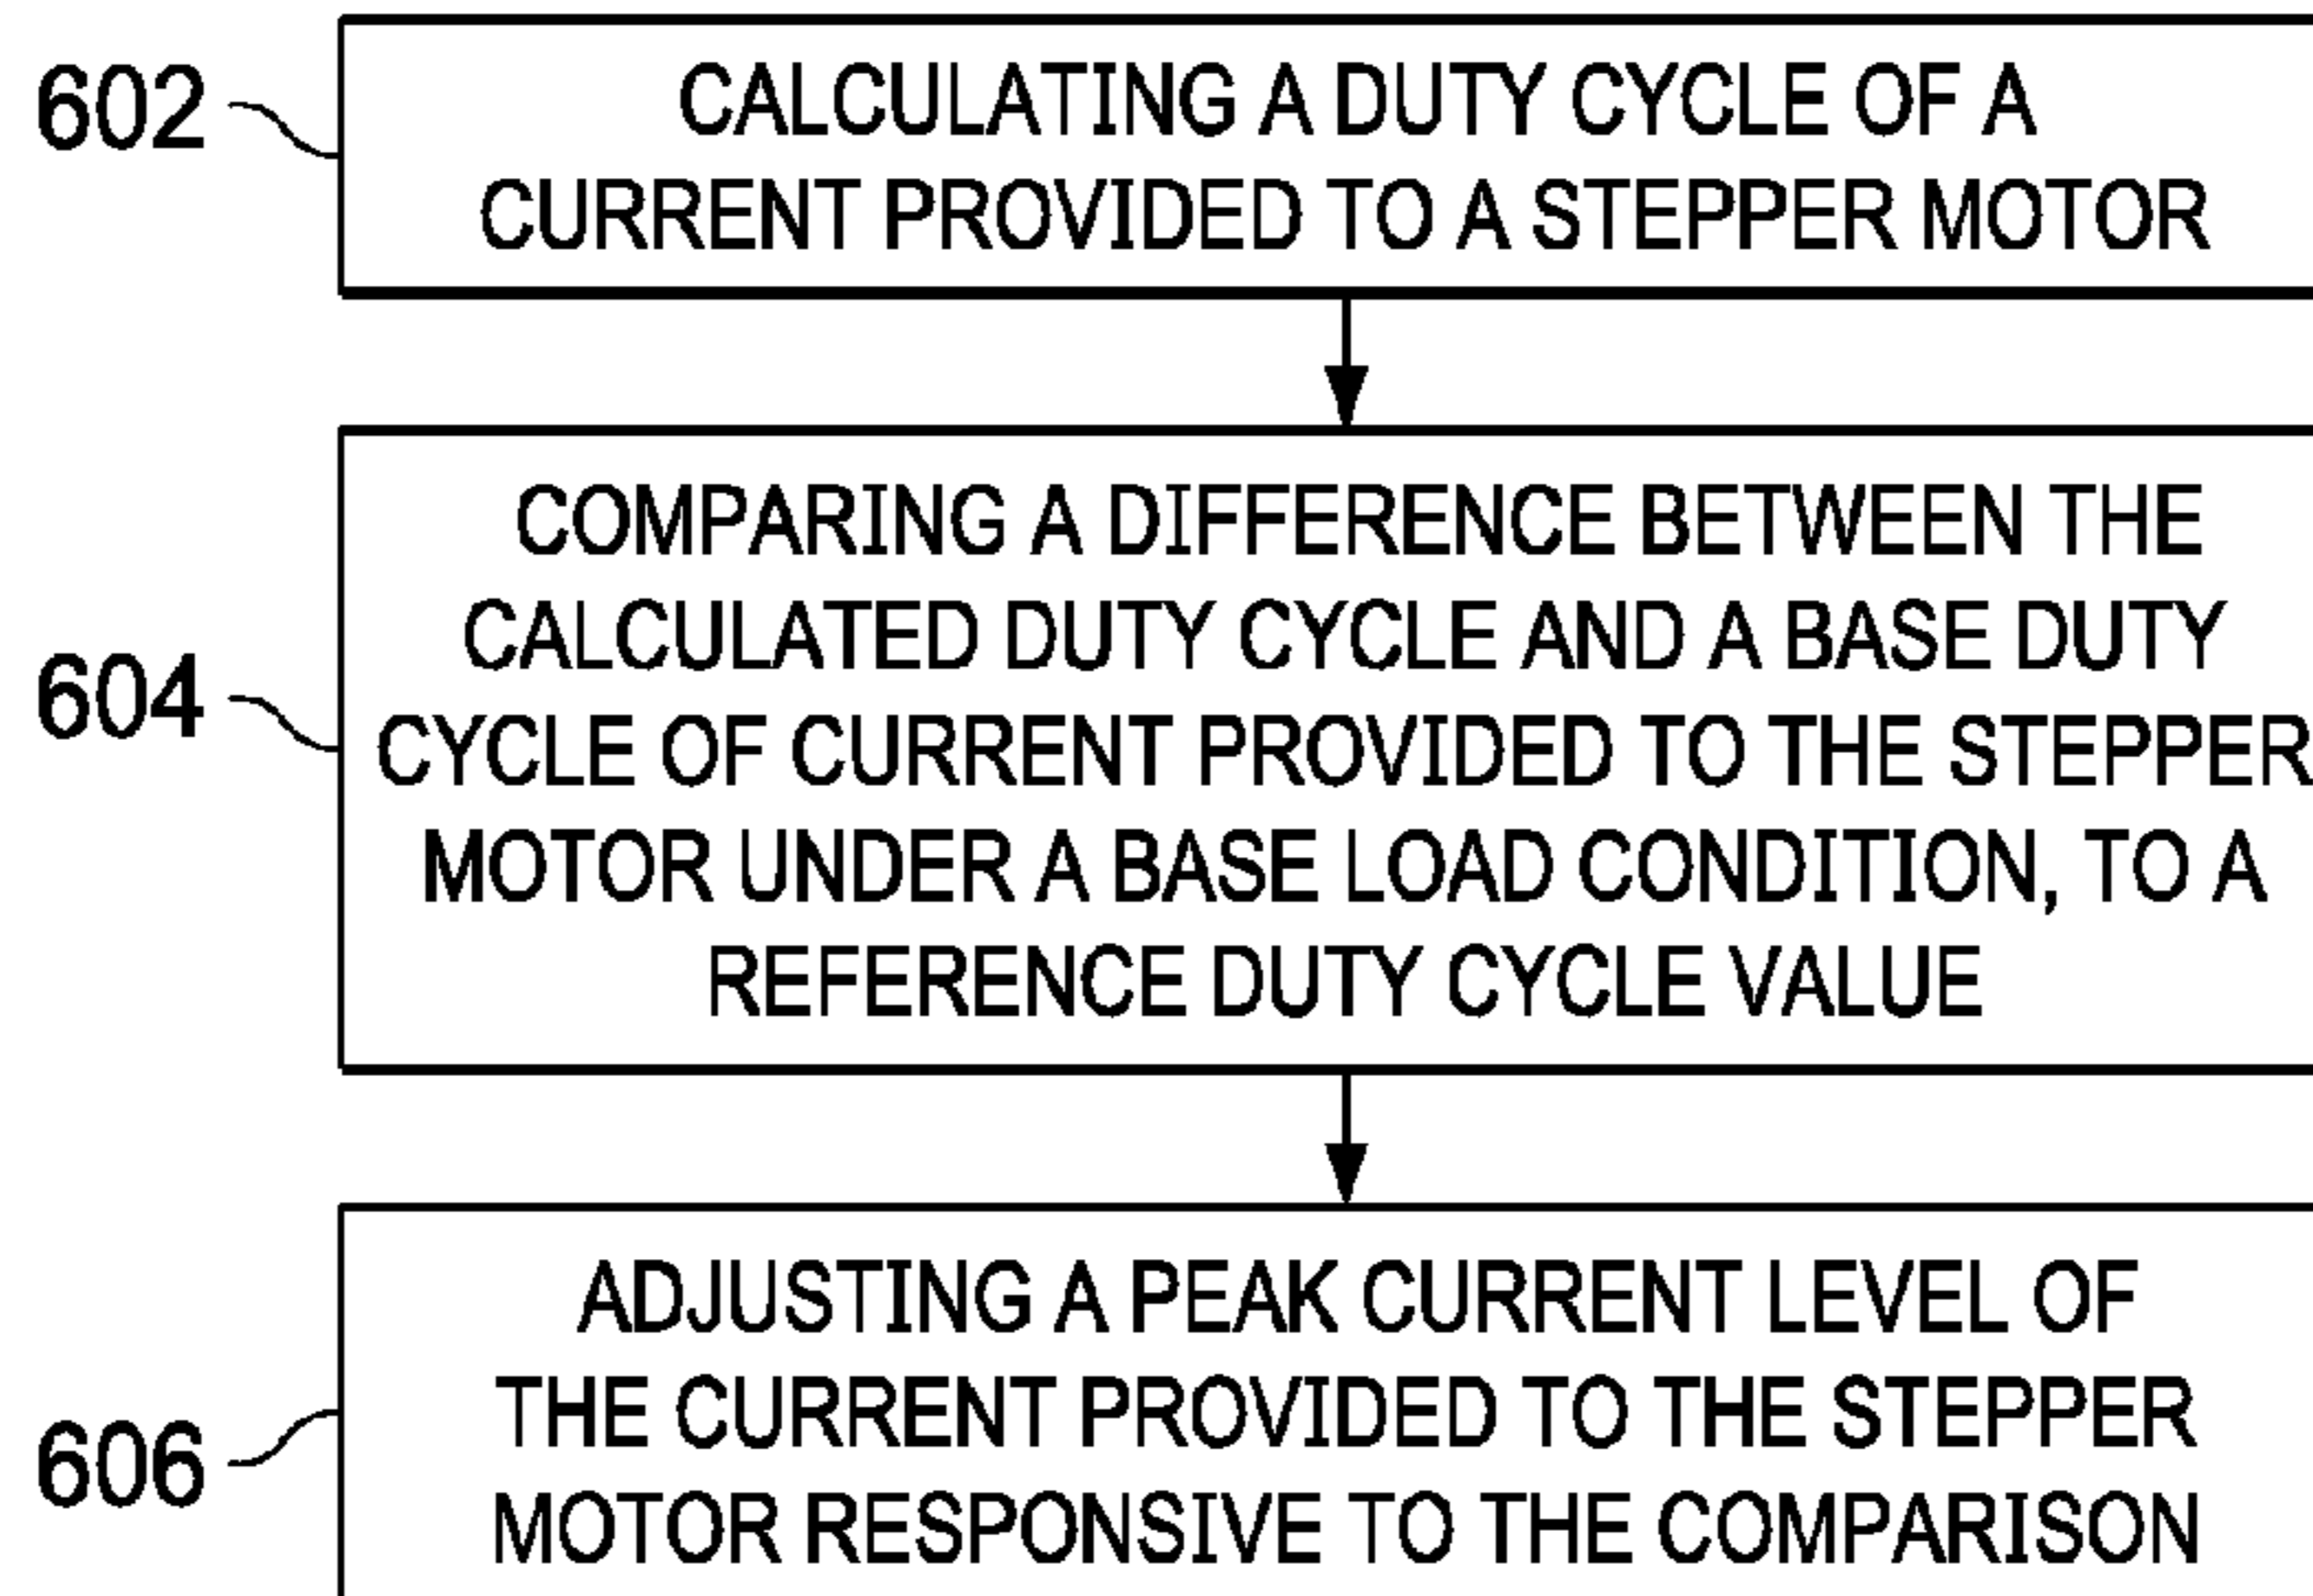 602
CALCULATING A DUTY CYCLE OF A
CURRENT PROVIDED TO A STEPPER MOTOR
604
COMPARING A DIFFERENCE BETWEEN THE
CALCULATED DUTY CYCLE AND A BASE DUTY
CYCLE OF CURRENT PROVIDED TO THE STEPPER
MOTOR UNDER A BASE LOAD CONDITION, TO A
REFERENCE DUTY CYCLE VALUE
606
ADJUSTING A PEAK CURRENT LEVEL OF
THE CURRENT PROVIDED TO THE STEPPER
MOTOR RESPONSIVE TO THE COMPARISON